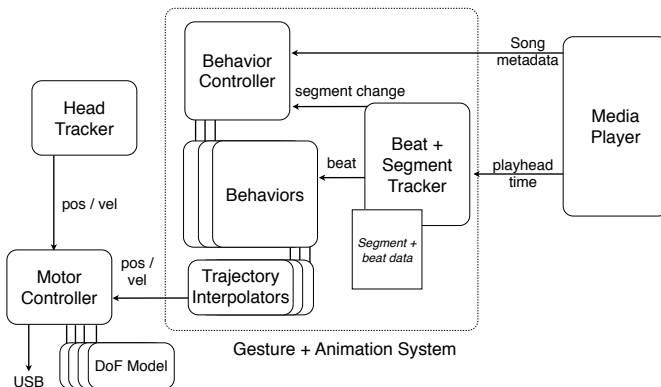 Behavior
Controller
Song
metadata
segment change
Head
Tracker
Media
Player
Beat +
Segment
Tracker
beat
playhead
time
Behaviors
pos / vel
Segment +
beat data
pos /
vel
Motor
Controller
Trajectory
Interpolators
Gesture + Animation System
DoF Model
USB